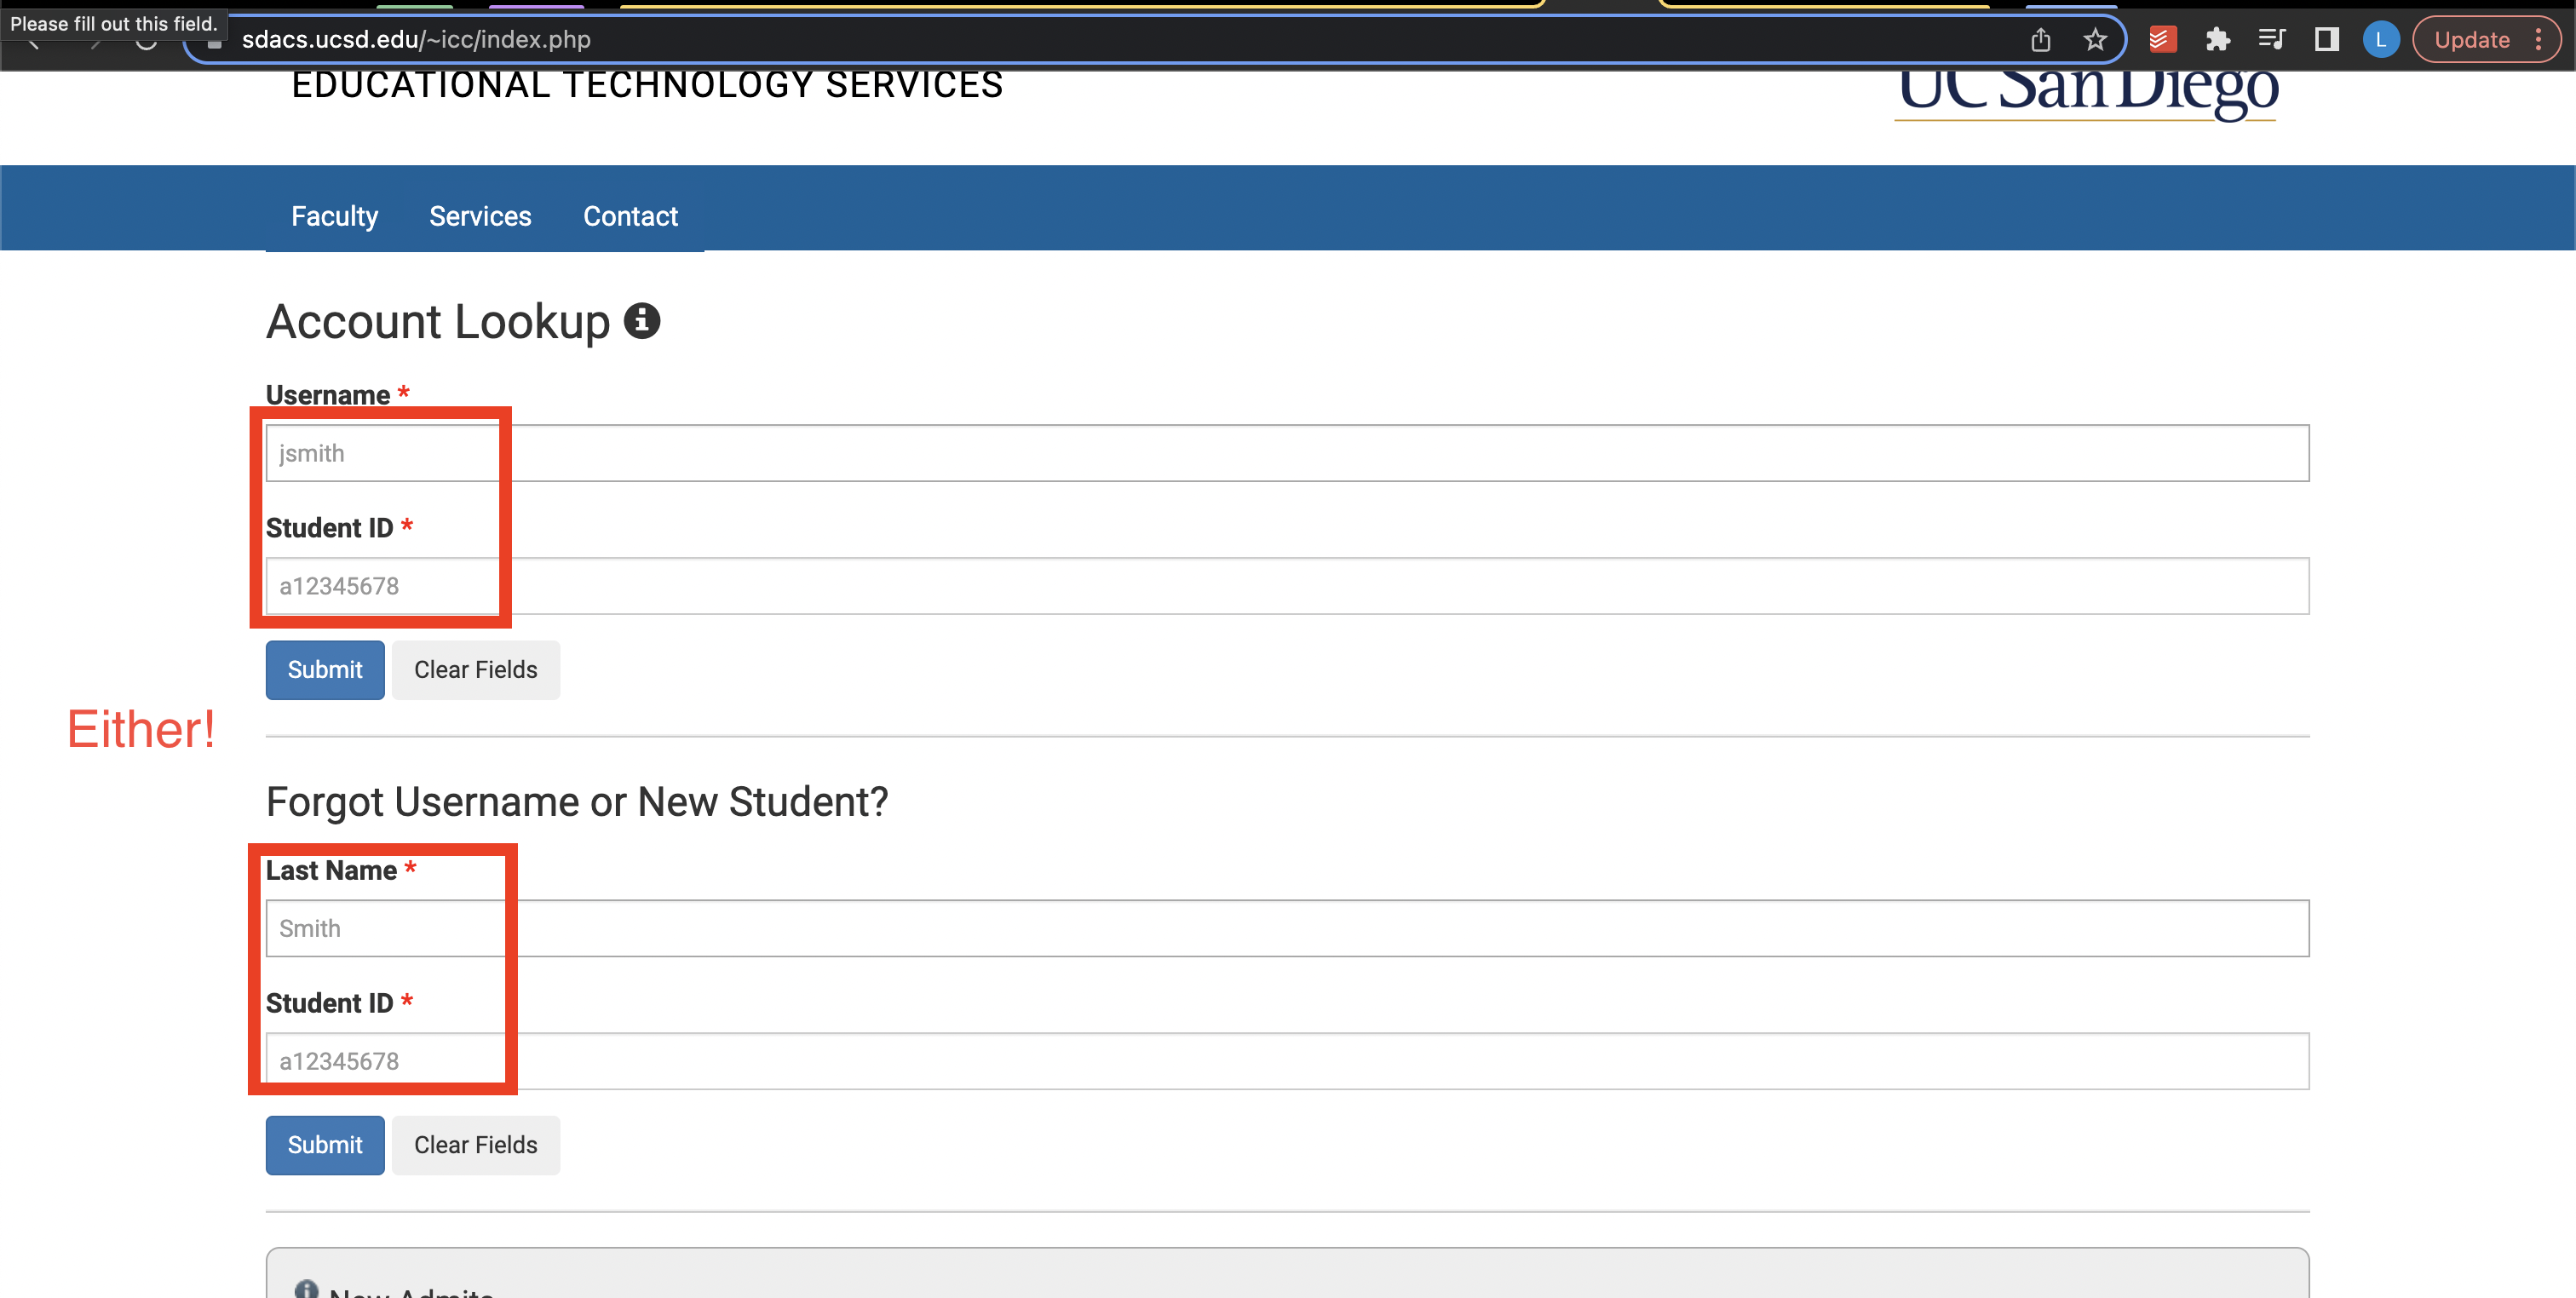 Please fill out this field.
sdacs.ucsd.edu/~icc/index.php
L
Update
EDUCATIONAL TECHNOLOGY SERVICES
UC San Diego
Faculty Services Contact
Account Lookup
Username *
jsmith
Student ID *
a12345678
Submit Clear Fields
Either!
Forgot Username or New Student?
Last Name *
Smith
Student ID *
a12345678
Submit Clear Fields
New Admits